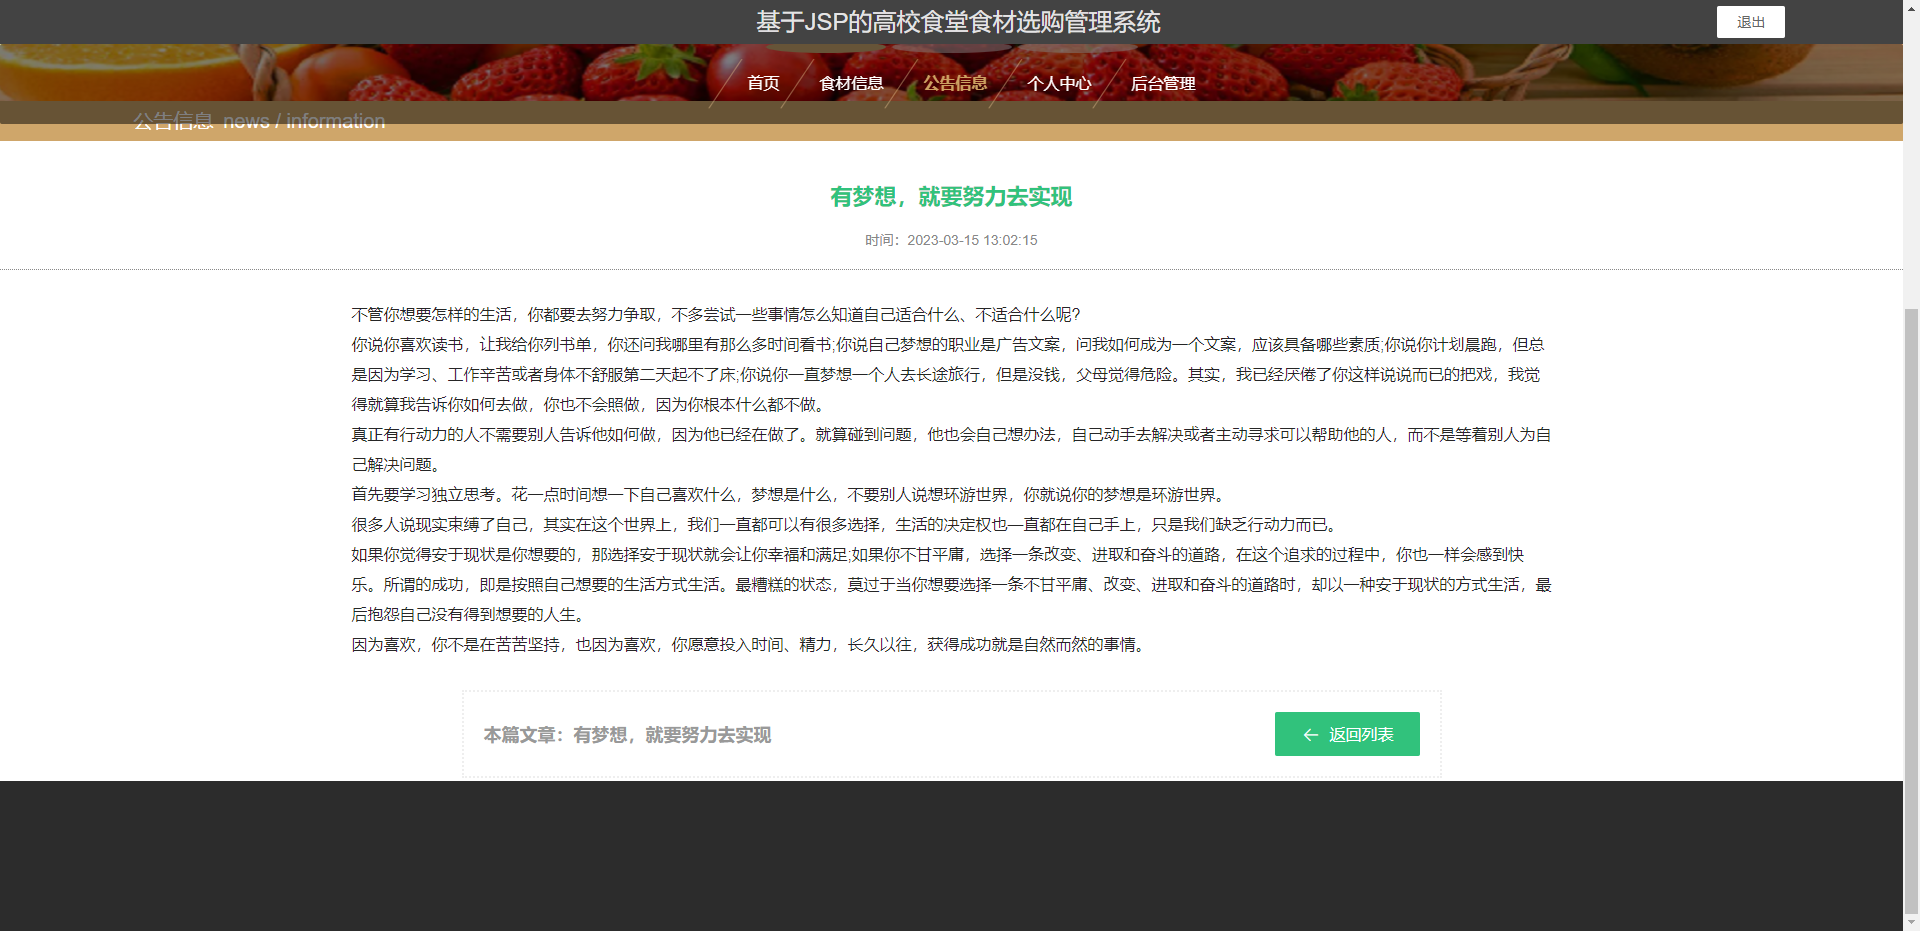 基于JSP的高校食堂食材选购管理系统
退出
首页
食材信息
公告信息
个人中心
后台管理
公告信息 news / information
有梦想，就要努力去实现
时间：2023-03-15 13:02:15
不管你想要怎样的生活，你都要去努力争取，不多尝试一些事情怎么知道自己适合什么、不适合什么呢?
你说你喜欢读书，让我给你列书单，你还问我哪里有那么多时间看书;你说自己梦想的职业是广告文案，问我如何成为一个文案，应该具备哪些素质;你说你计划晨跑，但总
是因为学习、工作辛苦或者身体不舒服第二天起不了床;你说你一直梦想一个人去长途旅行，但是没钱，父母觉得危险。其实，我已经厌倦了你这样说说而已的把戏，我觉
得就算我告诉你如何去做，你也不会照做，因为你根本什么都不做。
真正有行动力的人不需要别人告诉他如何做，因为他已经在做了。就算碰到问题，他也会自己想办法，自己动手去解决或者主动寻求可以帮助他的人，而不是等着别人为自
己解决问题。
首先要学习独立思考。花一点时间想一下自己喜欢什么，梦想是什么，不要别人说想环游世界，你就说你的梦想是环游世界。
很多人说现实束缚了自己，其实在这个世界上，我们一直都可以有很多选择，生活的决定权也—直都在自己手上，只是我们缺乏行动力而已。
如果你觉得安于现状是你想要的，那选择安于现状就会让你幸福和满足;如果你不甘平庸，选择一条改变、进取和奋斗的道路，在这个追求的过程中，你也一样会感到快
乐。所谓的成功，即是按照自己想要的生活方式生活。最糟糕的状态，莫过于当你想要选择一条不甘平庸、改变、进取和奋斗的道路时，却以一种安于现状的方式生活，最
后抱怨自己没有得到想要的人生。
因为喜欢，你不是在苦苦坚持，也因为喜欢，你愿意投入时间、精力，长久以往，获得成功就是自然而然的事情。
本篇文章：有梦想，就要努力去实现
返回列表